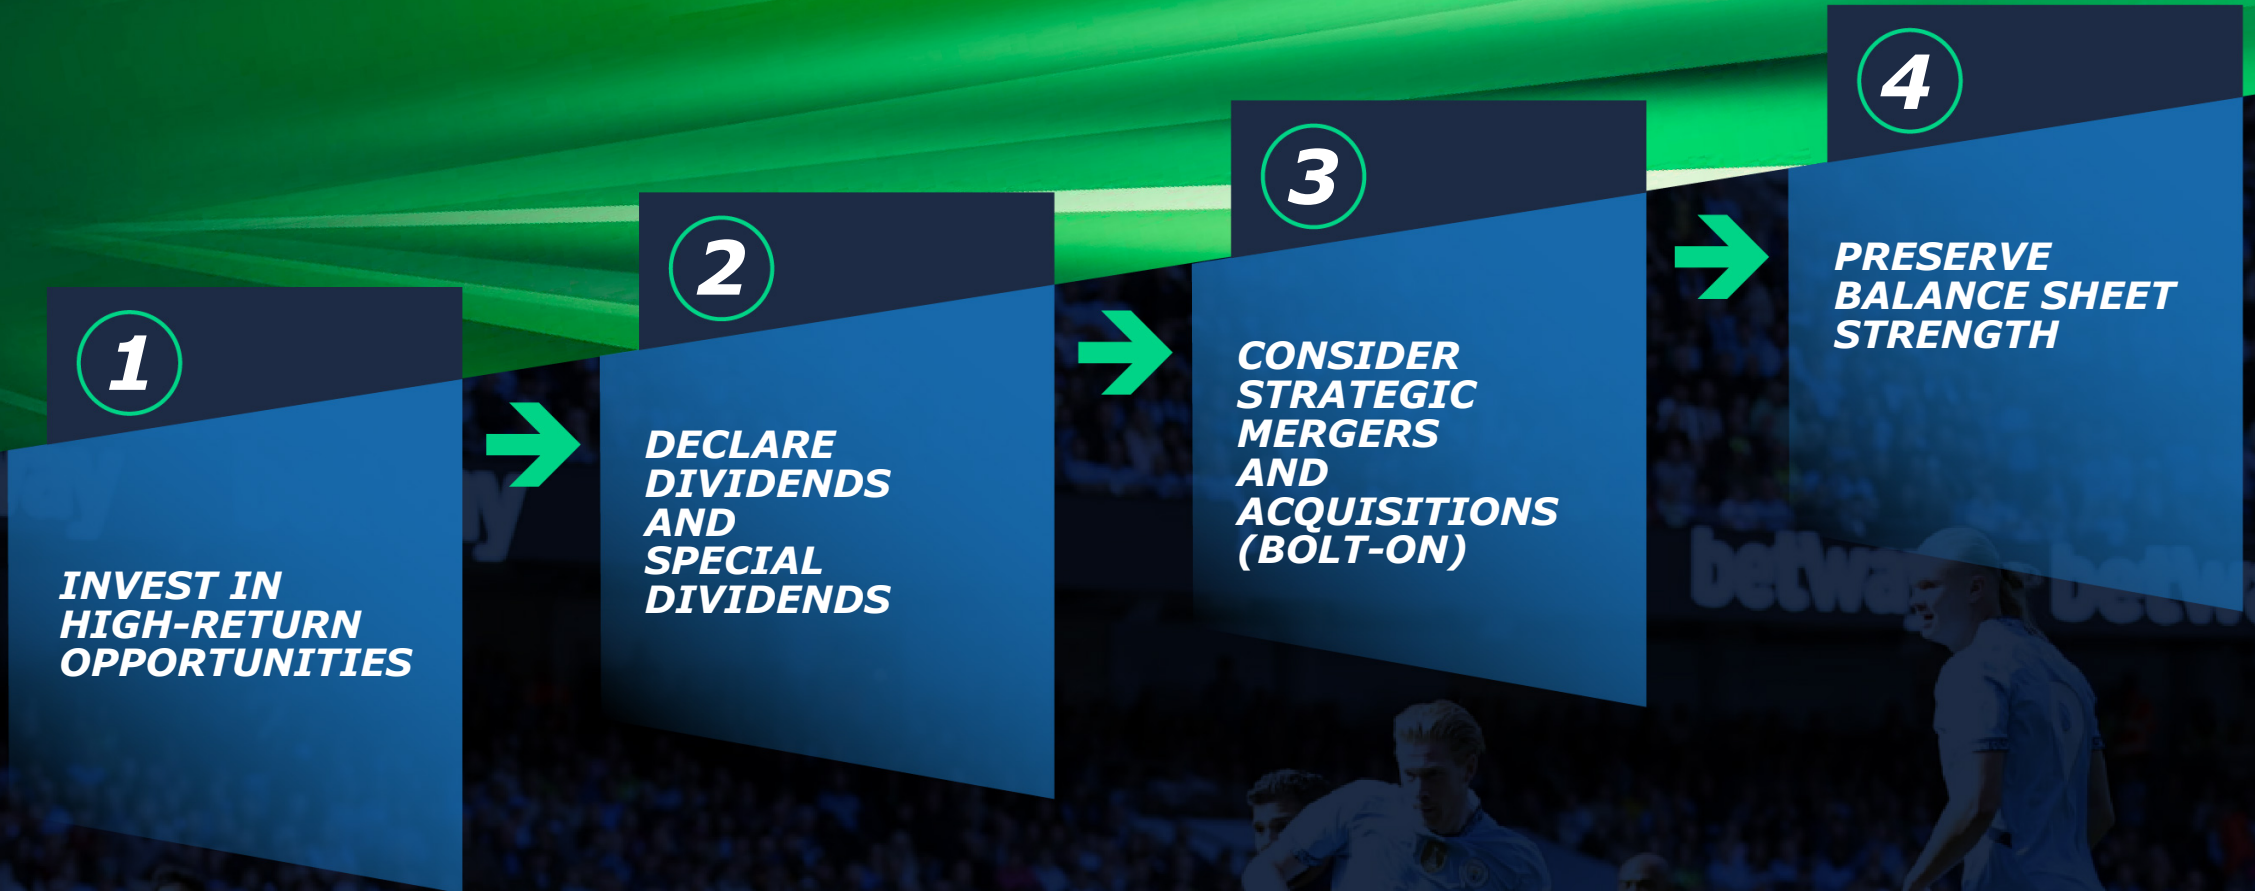 1
INVEST IN
HIGH-RETURN
OPPORTUNITIES
2
DECLARE
DIVIDENDS
AND
SPECIAL
DIVIDENDS
3
CONSIDER
STRATEGIC
MERGERS
AND
ACQUISITIONS
(BOLT-ON)
4
PRESERVE
BALANCE SHEET
STRENGTH
betway